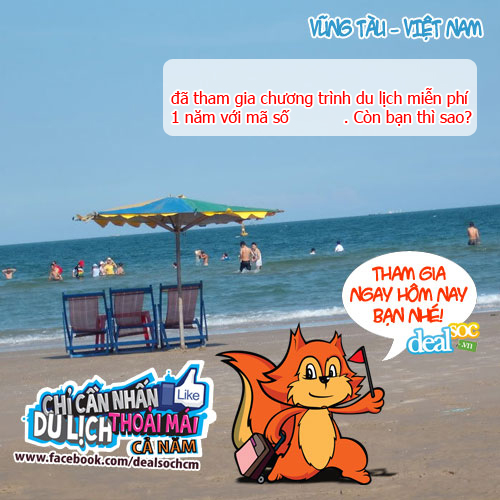 VŨNG TÀU - VIỆT NAM
đã tham gia chương trình du lịch miễn phí
1 năm với mã số . Còn bạn thì sao?
THAM GIA
NGAY HÔM NAY
BẠN NHÉ!
dealsoc.vn
CHỈ CẦN NHẤN Like
DU LỊCH THOẢI MÁI
CẢ NĂM
www.facebook.com/dealsochcm